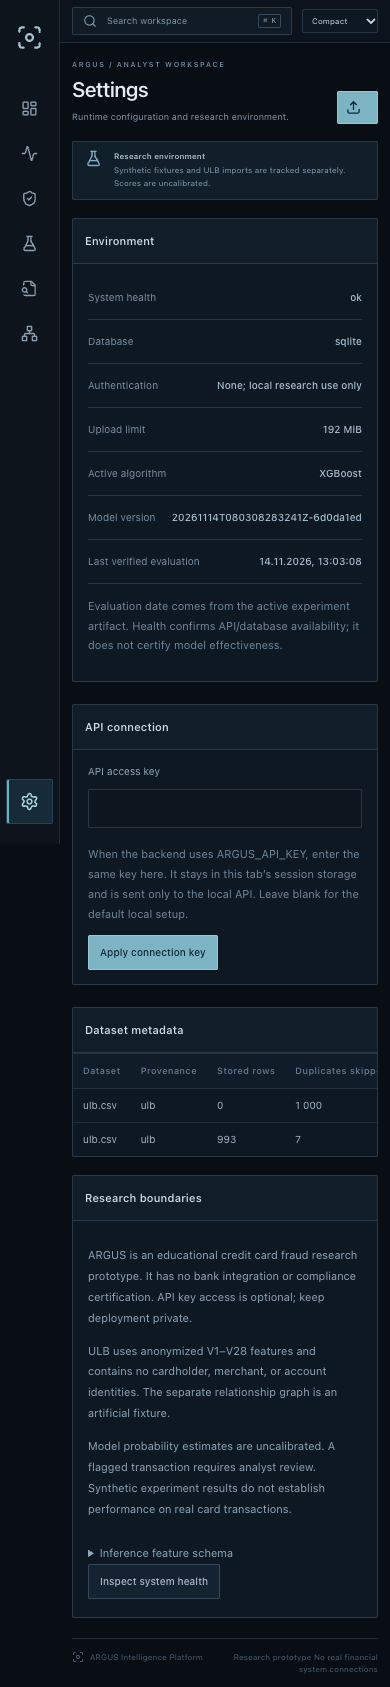 Search workspace
⌘ K
Compact
ARGUS / ANALYST WORKSPACE
Settings
Runtime configuration and research environment.
Research environment
Synthetic fixtures and ULB imports are tracked separately.
Scores are uncalibrated.
Environment
System health ok
Database sqlite
Authentication None; local research use only
Upload limit 192 MiB
Active algorithm XGBoost
Model version 20261114T080308283241Z-6d0da1ed
Last verified evaluation 14.11.2026, 13:03:08
Evaluation date comes from the active experiment
artifact. Health confirms API/database availability; it
does not certify model effectiveness.
API connection
API access key
When the backend uses ARGUS_API_KEY, enter the
same key here. It stays in this tab's session storage
and is sent only to the local API. Leave blank for the
default local setup.
Apply connection key
Dataset metadata
Dataset Provenance Stored rows Duplicates skipp
ulb.csv ulb 0 1 000
ulb.csv ulb 993 7
Research boundaries
ARGUS is an educational credit card fraud research
prototype. It has no bank integration or compliance
certification. API key access is optional; keep
deployment private.
ULB uses anonymized V1–V28 features and
contains no cardholder, merchant, or account
identities. The separate relationship graph is an
artificial fixture.
Model probability estimates are uncalibrated. A
flagged transaction requires analyst review.
Synthetic experiment results do not establish
performance on real card transactions.
Inference feature schema
Inspect system health
ARGUS Intelligence Platform
Research prototype No real financial
system connections